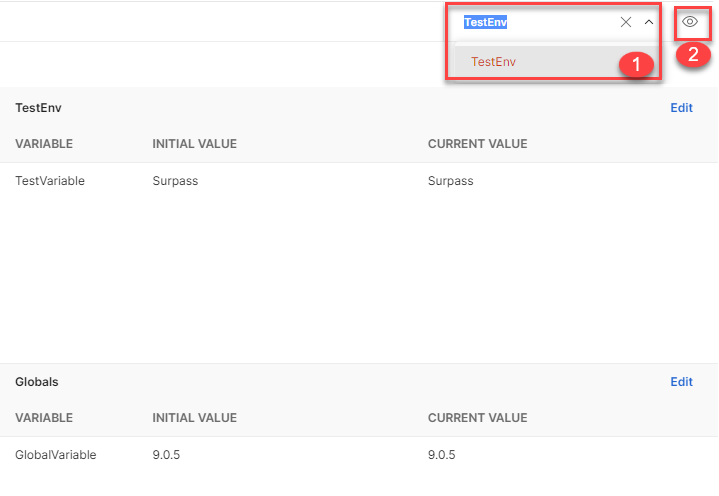 TestEnv
TestEnv
1
2
TestEnv Edit
VARIABLE INITIAL VALUE CURRENT VALUE
TestVariable Surpass Surpass
Globals Edit
VARIABLE INITIAL VALUE CURRENT VALUE
GlobalVariable 9.0.5 9.0.5